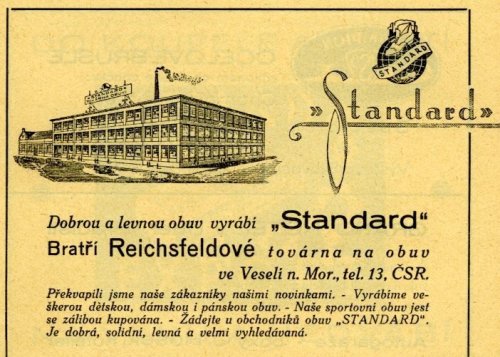 STANDARD
»Standard»
Dobrou a levnou obuv vyrábí „Standard“
Bratří Reichsfeldové továrna na obuv
ve Veselí n. Mor., tel. 13, ČSR.
Překvapili jsme naše zákazníky našimi novinkami. - Vyrábíme ve-
škerou dětskou, dámskou i pánskou obuv. - Naše sportovní obuv jest
se zálibou kupována. - Žádejte u obchodníků obuv „STANDARD".
Je dobrá, solidní, levná a velmi vyhledávaná.